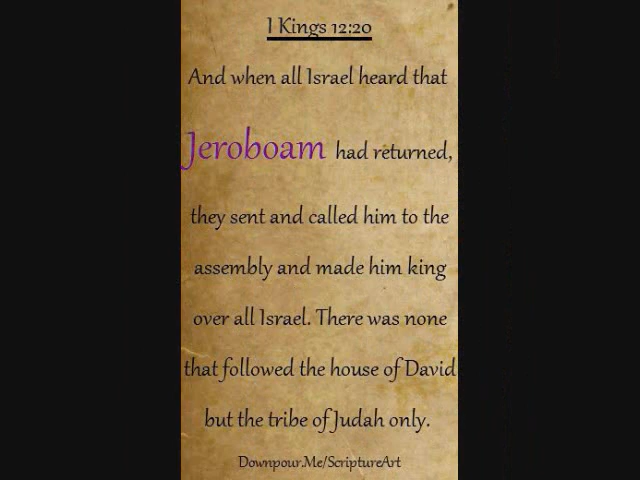 I Kings 12:20
And when all Israel heard that
Jeroboam had returned,
they sent and called him to the
assembly and made him king
over all Israel. There was none
that followed the house of David
but the tribe of Judah only.
Downpour.Me/ScriptureArt